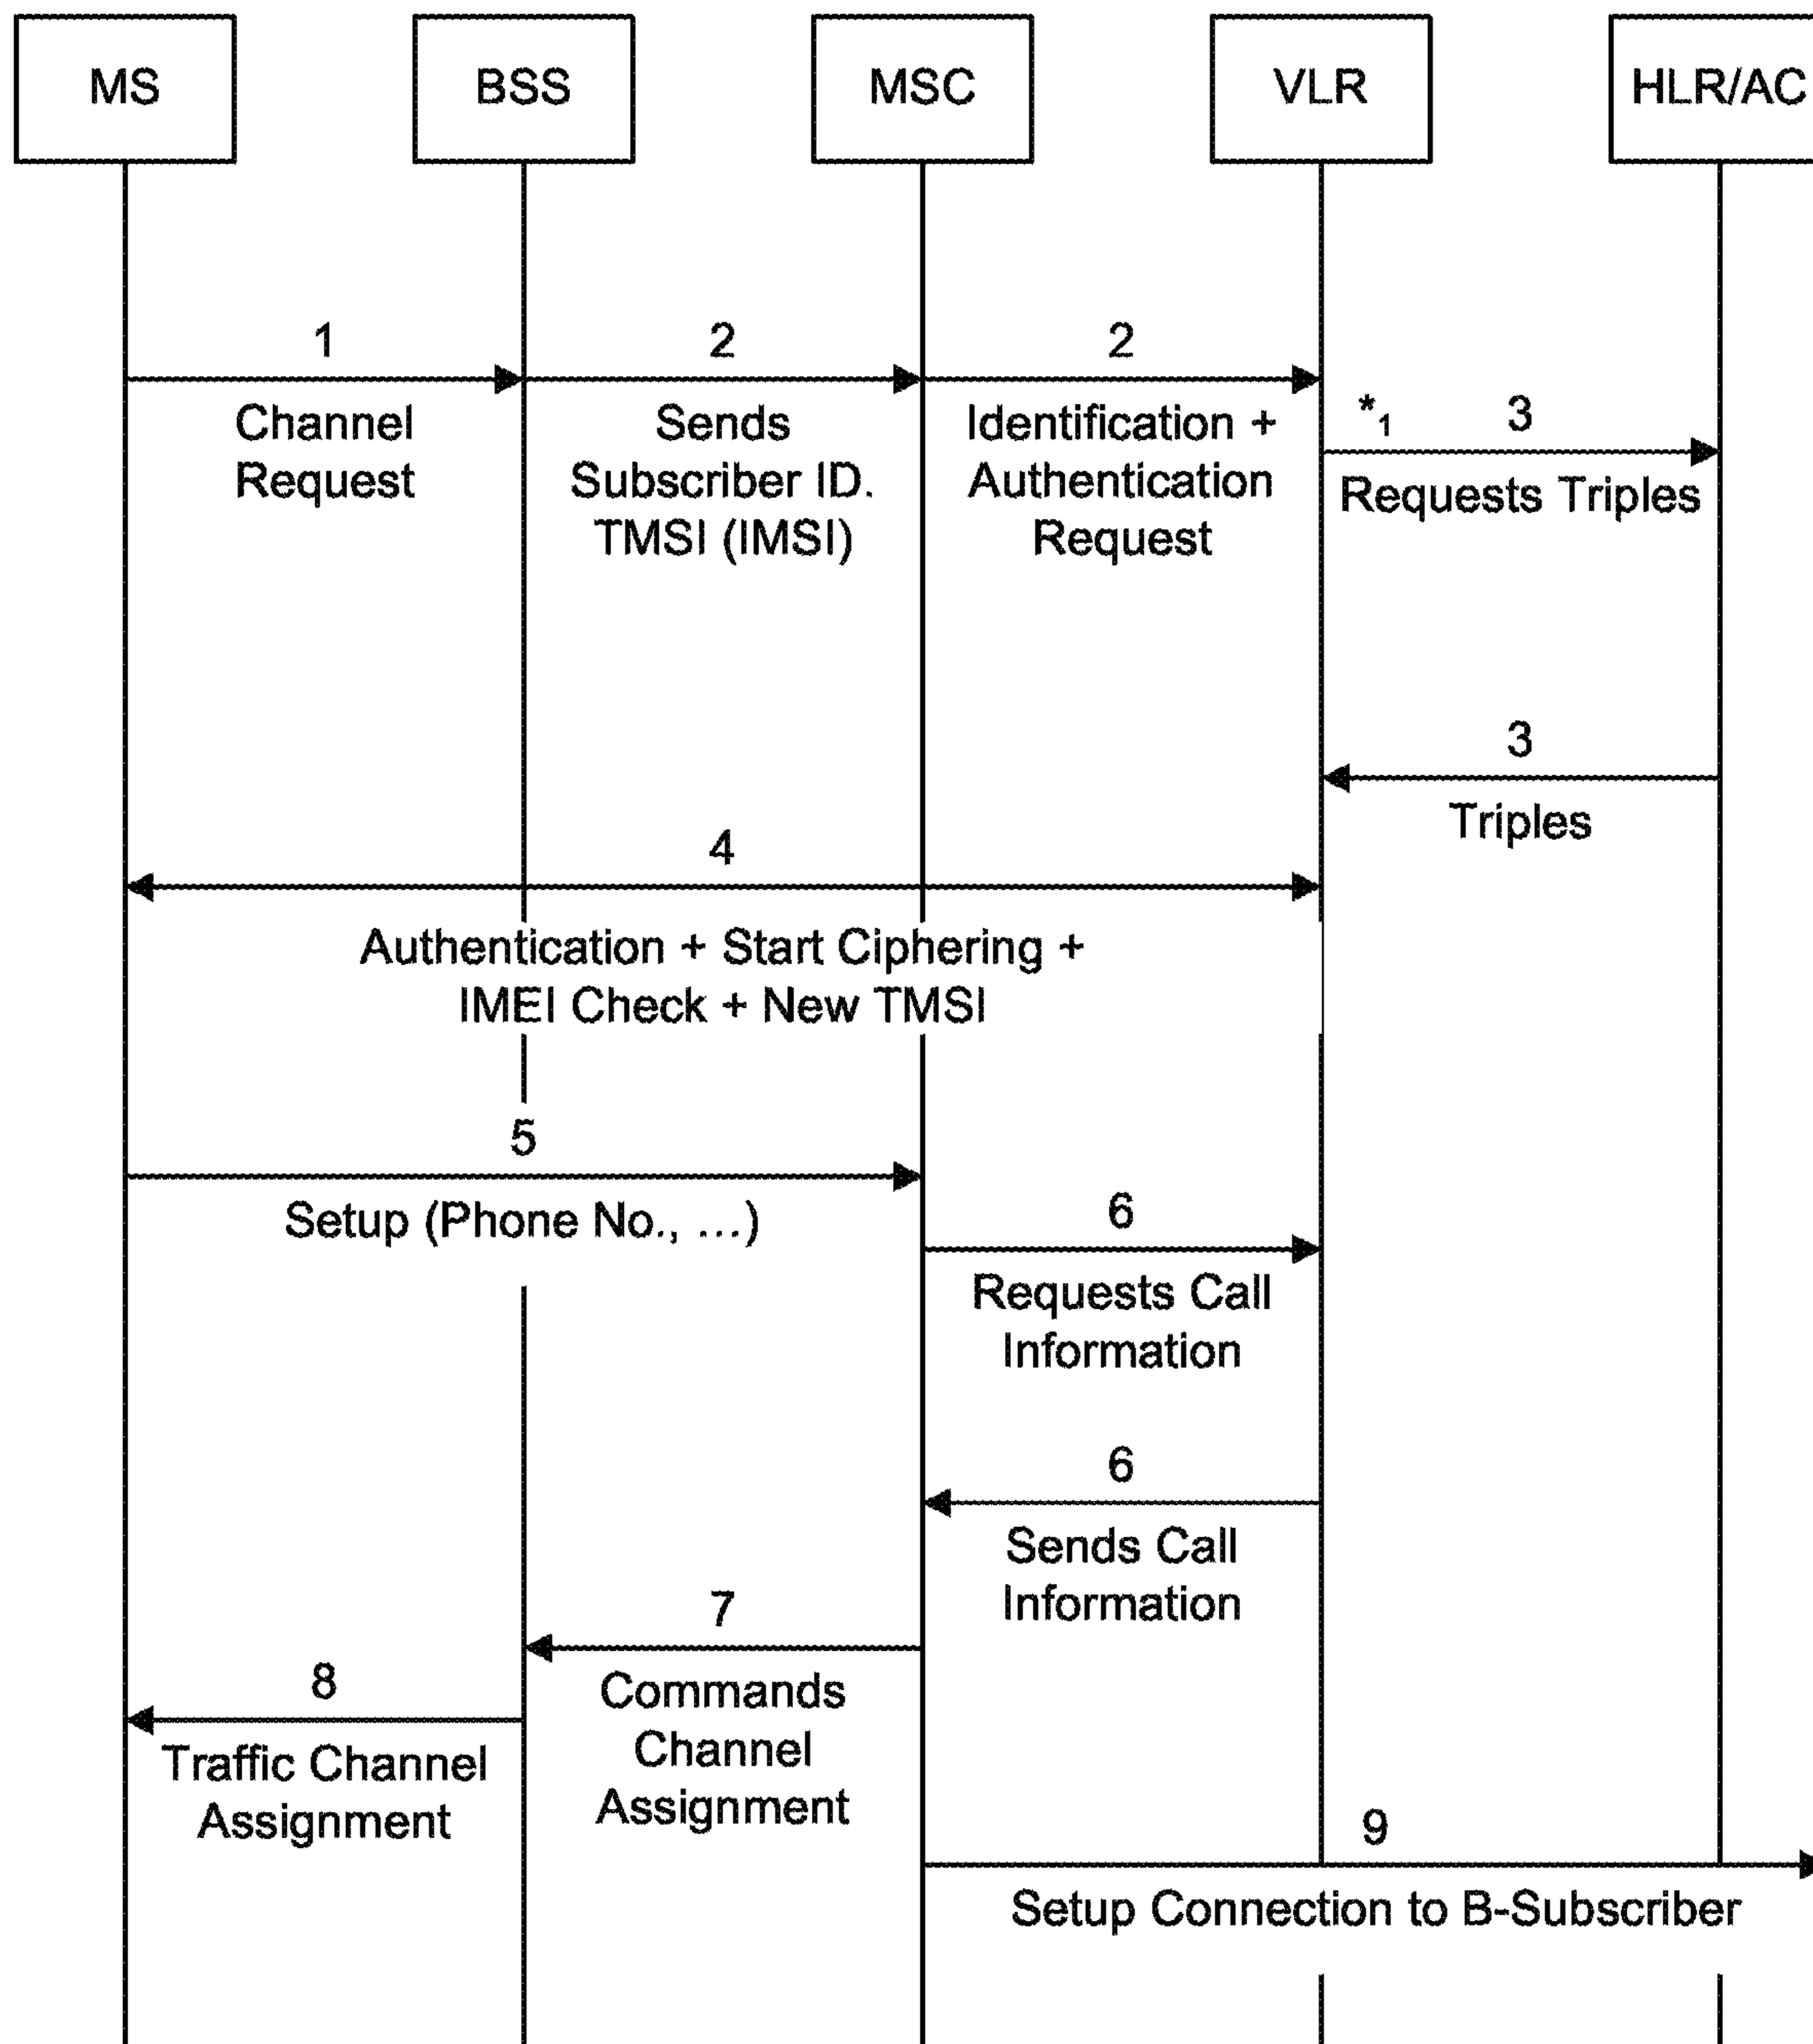 MS
BSS
MSC
VLR
HLR/AC
1
2
2
Channel
Request
Sends
Subscriber ID.
TMSI (IMSI)
Identification +
Authentication
Request
*1
3
Requests Triples
3
Triples
4
Authentication + Start Ciphering +
IMEI Check + New TMSI
5
Setup (Phone No., ...)
6
Requests Call
Information
6
Sends Call
Information
7
Commands
Channel
Assignment
8
Traffic Channel
Assignment
9
Setup Connection to B-Subscriber